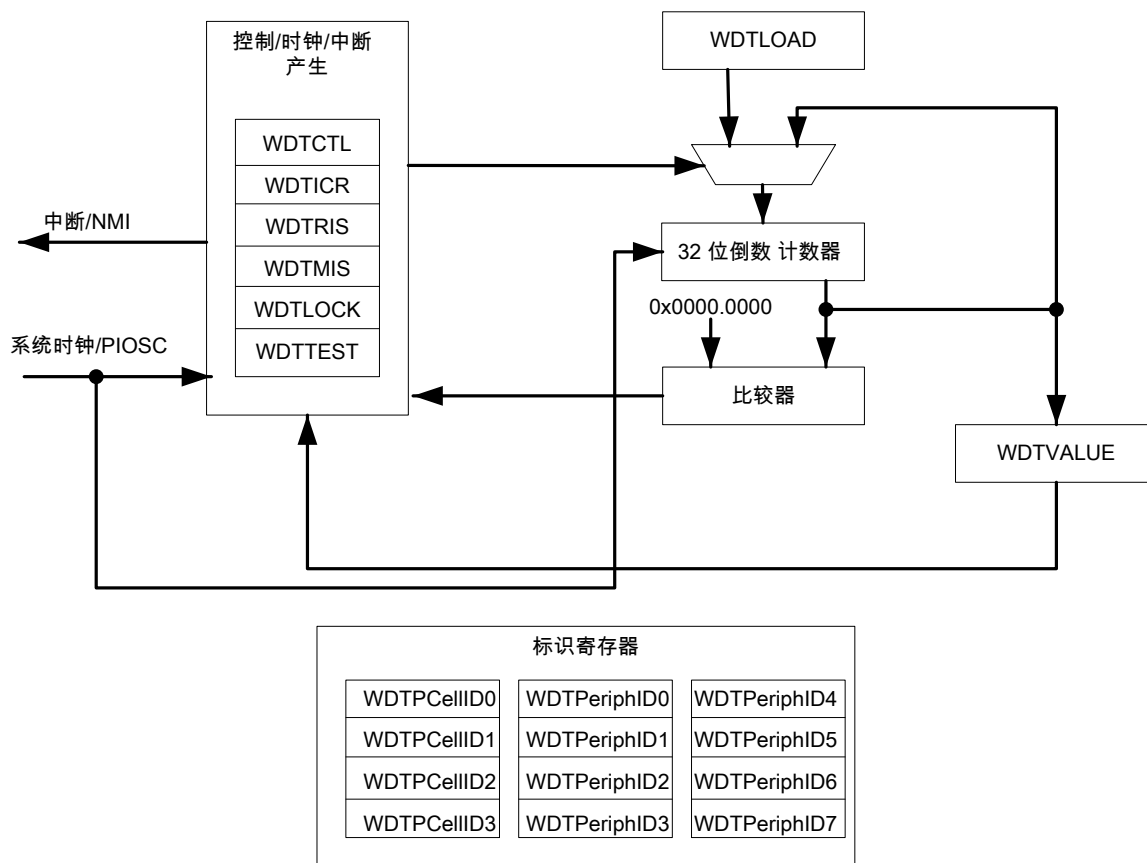 控制/时钟/中断
产生
WDTCTL
WDTICR
WDTRIS
WDTMIS
WDTLOCK
WDTTEST
中断/NMI
系统时钟/PIOSC
WDTLOAD
32 位倒数 计数器
0x0000.0000
比较器
WDTVALUE
标识寄存器
WDTPCellID0 WDTPeriphID0 WDTPeriphID4
WDTPCellID1 WDTPeriphID1 WDTPeriphID5
WDTPCellID2 WDTPeriphID2 WDTPeriphID6
WDTPCellID3 WDTPeriphID3 WDTPeriphID7